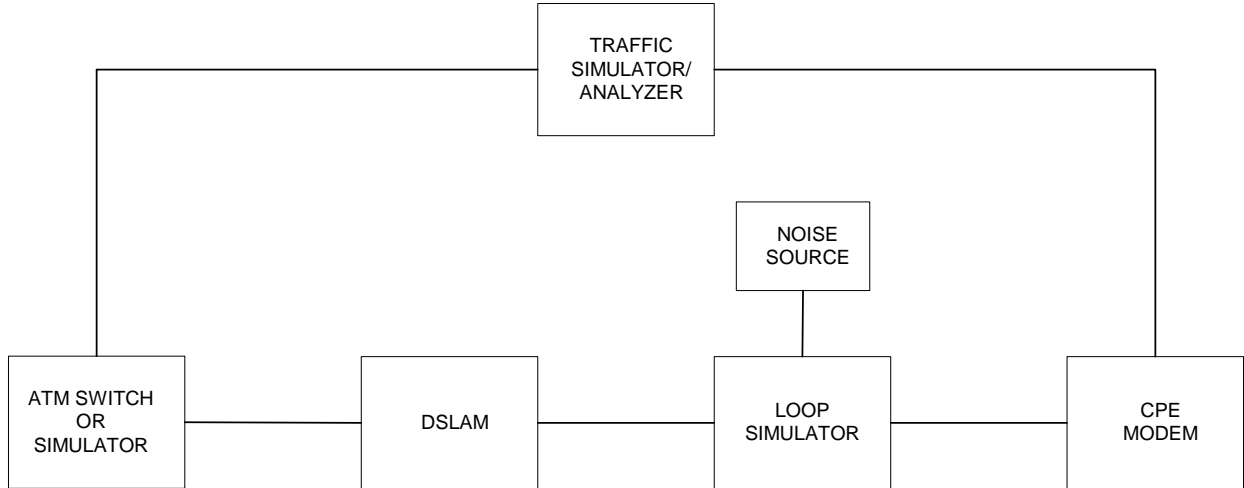 TRAFFIC
SIMULATOR/
ANALYZER
NOISE
SOURCE
ATM SWITCH
OR
SIMULATOR
DSLAM
LOOP
SIMULATOR
CPE
MODEM